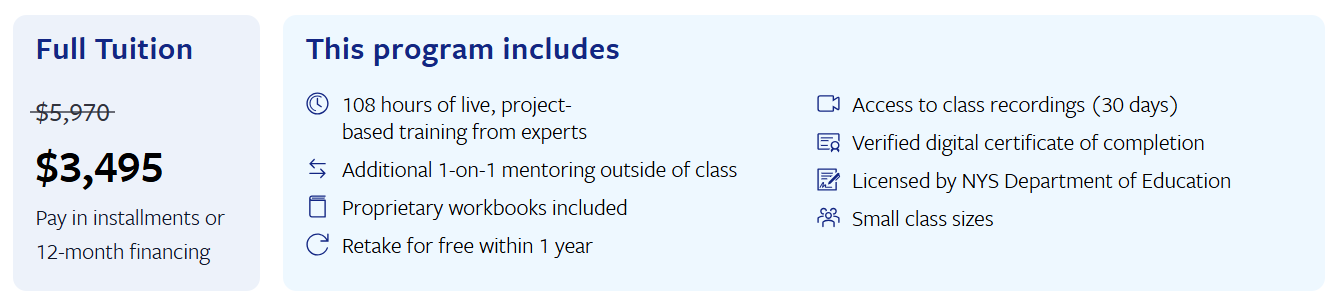 Full Tuition
$5,970
$3,495
Pay in installments or
12-month financing
This program includes
108 hours of live, project-
based training from experts
Additional 1-on-1 mentoring outside of class
Proprietary workbooks included
Retake for free within 1 year
Access to class recordings (30 days)
Verified digital certificate of completion
Licensed by NYS Department of Education
Small class sizes